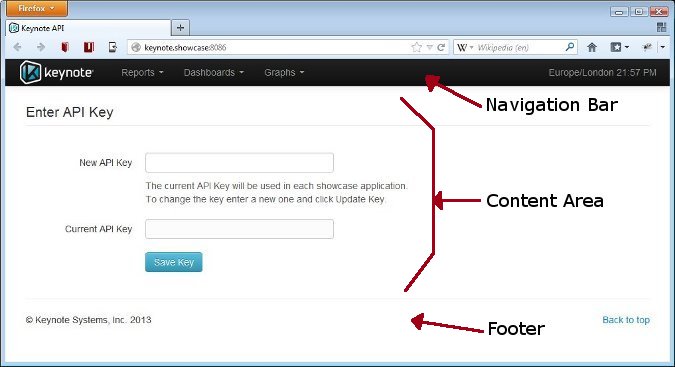 Firefox
Keynote API
keynote.showcase:8086
Wikipedia (en)
keynote
Reports
Dashboards
Graphs
Europe/London 21:57 PM
Navigation Bar
Enter API Key
New API Key
The current API Key will be used in each showcase application.
To change the key enter a new one and click Update Key.
Content Area
Current API Key
Save Key
© Keynote Systems, Inc. 2013
Back to top
Footer